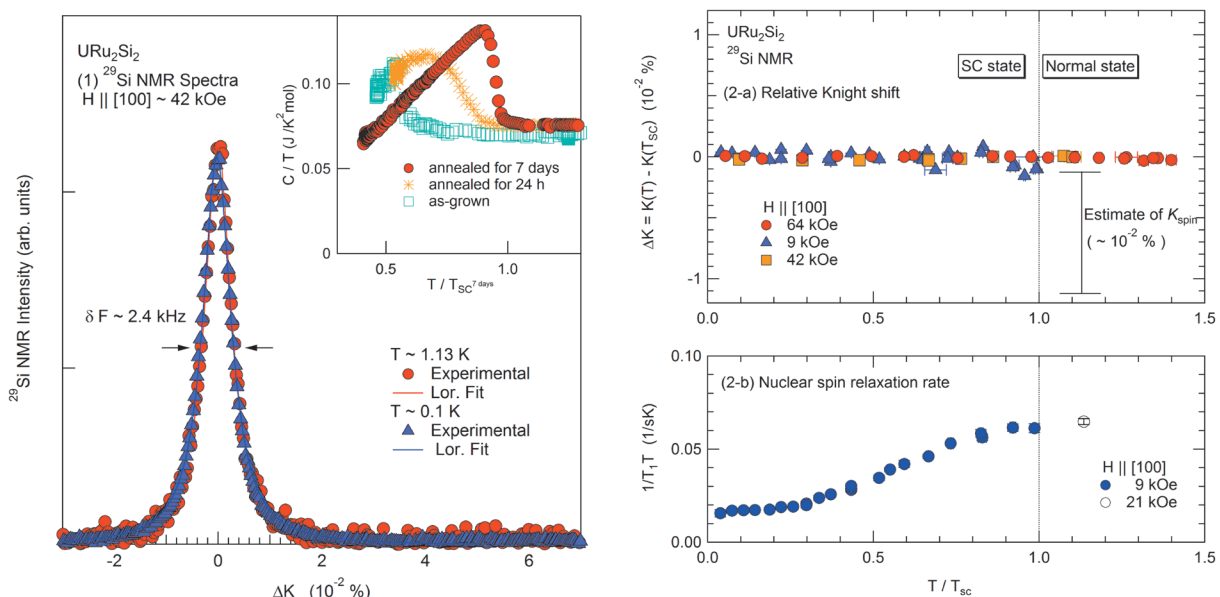 URu2Si2
(1) 29Si NMR Spectra
H || [100] ~ 42 kOe
29Si NMR Intensity (arb. units)
δ F ~ 2.4 kHz
T ~ 1.13 K
Experimental
Lor. Fit
T ~ 0.1 K
Experimental
Lor. Fit
-2 0 2 4 6
ΔK (10-2 %)
C / T (J /K2mol)
0.10
0.05
0
annealed for 7 days
annealed for 24 h
as-grown
0.5 1.0
T / TSC7 days
URu2Si2
29Si NMR
SC state Normal state
(2-a) Relative Knight shift
ΔK = K(T) - K(TSC) (10-2 %)
1
0
-1
H || [100]
64 kOe
9 kOe
42 kOe
Estimate of Kspin
( ~ 10-2 % )
0.0 0.5 1.0 1.5
(2-b) Nuclear spin relaxation rate
1/T1T (1/sK)
0.10
0.05
0.00
H || [100]
9 kOe
21 kOe
0.0 0.5 1.0 1.5
T / Tsc